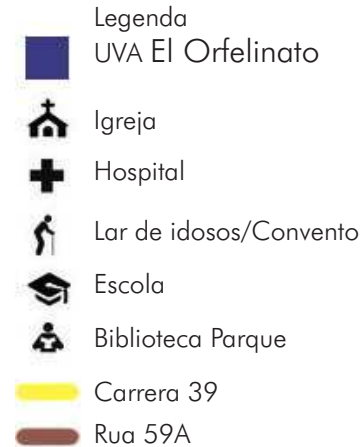 Legenda
UVA El Orfelinato
Igreja
Hospital
Lar de idosos/Convento
Escola
Biblioteca Parque
Carrera 39
Rua 59A